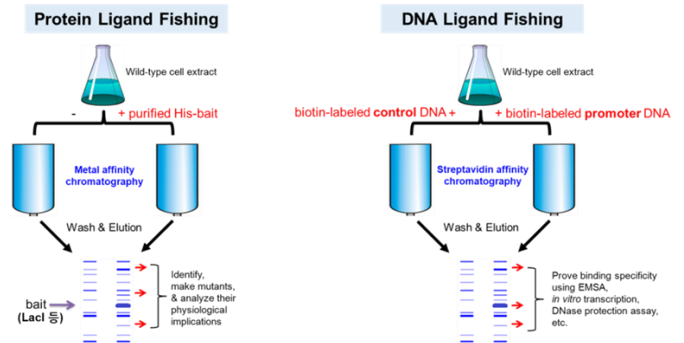 Protein Ligand Fishing
Wild-type cell extract
-
+ purified His-bait
Metal affinity
chromatography
Wash & Elution
bait
(LacI 등)
Identify,
make mutants,
& analyze their
physiological
implications
DNA Ligand Fishing
Wild-type cell extract
biotin-labeled control DNA +
+ biotin-labeled promoter DNA
Streptavidin affinity
chromatography
Wash & Elution
Prove binding specificity
using EMSA,
in vitro transcription,
DNase protection assay,
etc.